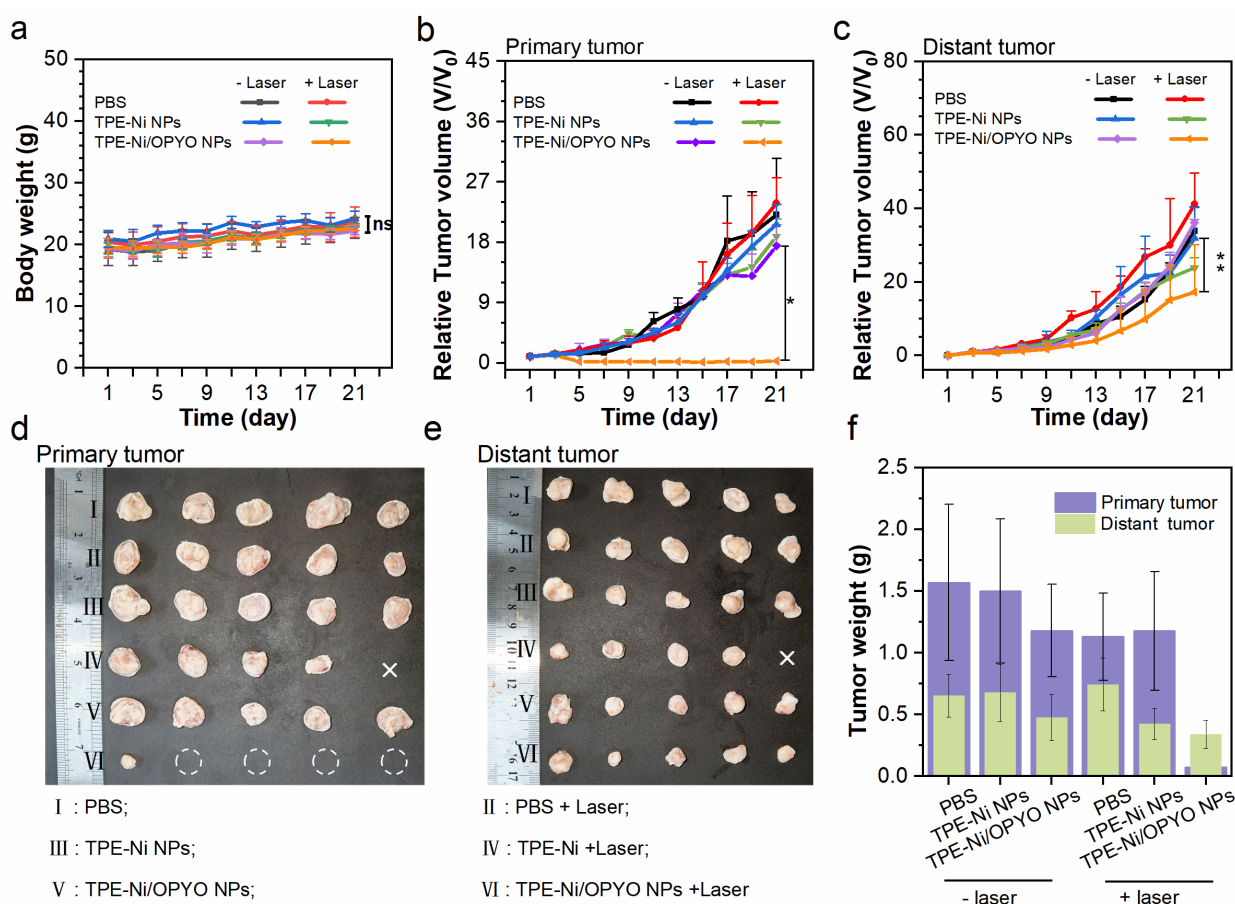 a
50
40
30
20
10
0
Body weight (g)
- Laser + Laser
PBS
TPE-Ni NPs
TPE-Ni/OPYO NPs
Ins
1 5 9 13 17 21
Time (day)
b
Primary tumor
45
36
27
18
9
0
Relative Tumor volume (V/V0)
- Laser + Laser
PBS
TPE-Ni NPs
TPE-Ni/OPYO NPs
*
1 5 9 13 17 21
Time (day)
c
Distant tumor
80
60
40
20
0
Relative Tumor volume (V/V0)
- Laser + Laser
PBS
TPE-Ni NPs
TPE-Ni/OPYO NPs
**
1 5 9 13 17 21
Time (day)
d
Primary tumor
Ⅰ
Ⅱ
Ⅲ
Ⅳ
Ⅴ
Ⅵ
e
Distant tumor
Ⅰ
Ⅱ
Ⅲ
Ⅳ
Ⅴ
Ⅵ
Ⅰ : PBS;
Ⅱ : PBS + Laser;
Ⅲ : TPE-Ni NPs;
Ⅳ : TPE-Ni +Laser;
Ⅴ : TPE-Ni/OPYO NPs;
Ⅵ : TPE-Ni/OPYO NPs +Laser
f
2.5
2.0
1.5
1.0
0.5
0.0
Tumor weight (g)
Primary tumor
Distant tumor
PBS
TPE-Ni NPs
TPE-Ni/OPYO NPs
PBS
TPE-Ni NPs
TPE-Ni/OPYO NPs
- laser
+ laser